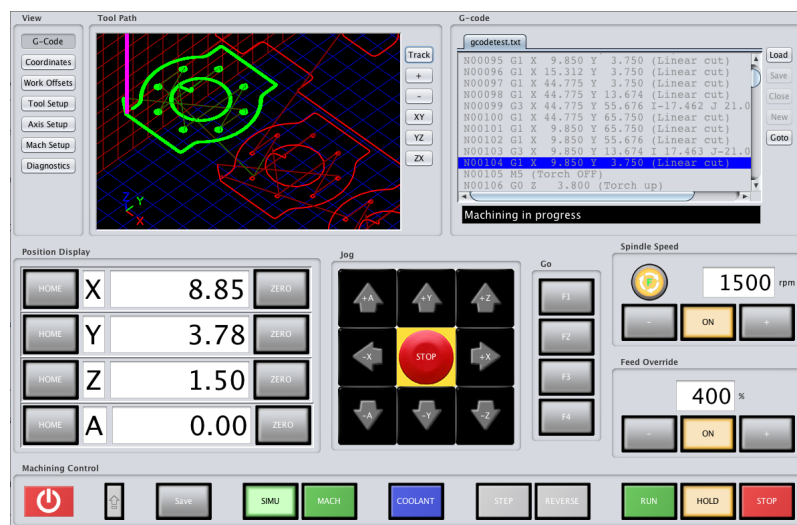 View
Tool Path
G-code
G-Code
Coordinates
Work Offsets
Tool Setup
Axis Setup
Mach Setup
Diagnostics
Z Y
X
Track
+
-
XY
YZ
ZX
gcodetest.txt
N00095 G1 X 9.850 Y 3.750 (Linear cut)
N00096 G1 X 15.312 Y 3.750 (Linear cut)
N00097 G1 X 44.775 Y 3.750 (Linear cut)
N00098 G1 X 44.775 Y 13.674 (Linear cut)
N00099 G3 X 44.775 Y 55.676 I-17.462 J 21.0
N00100 G1 X 44.775 Y 65.750 (Linear cut)
N00101 G1 X 9.850 Y 65.750 (Linear cut)
N00102 G1 X 9.850 Y 55.676 (Linear cut)
N00103 G3 X 9.850 Y 13.674 I 17.463 J-21.0
N00104 G1 X 9.850 Y 3.750 (Linear cut)
N00105 M5 (Torch OFF)
N00106 G0 Z 3.800 (Torch up)
Machining in progress
Load
Save
Close
New
Goto
Position Display
HOME X 8.85 ZERO
HOME Y 3.78 ZERO
HOME Z 1.50 ZERO
HOME A 0.00 ZERO
Jog
+A +Y +Z
-X STOP +X
-A -Y -Z
Go
F1
F2
F3
F4
Spindle Speed
F 1500 rpm
- ON +
Feed Override
400 %
- ON +
Machining Control
Save SIMU MACH COOLANT STEP REVERSE RUN HOLD STOP